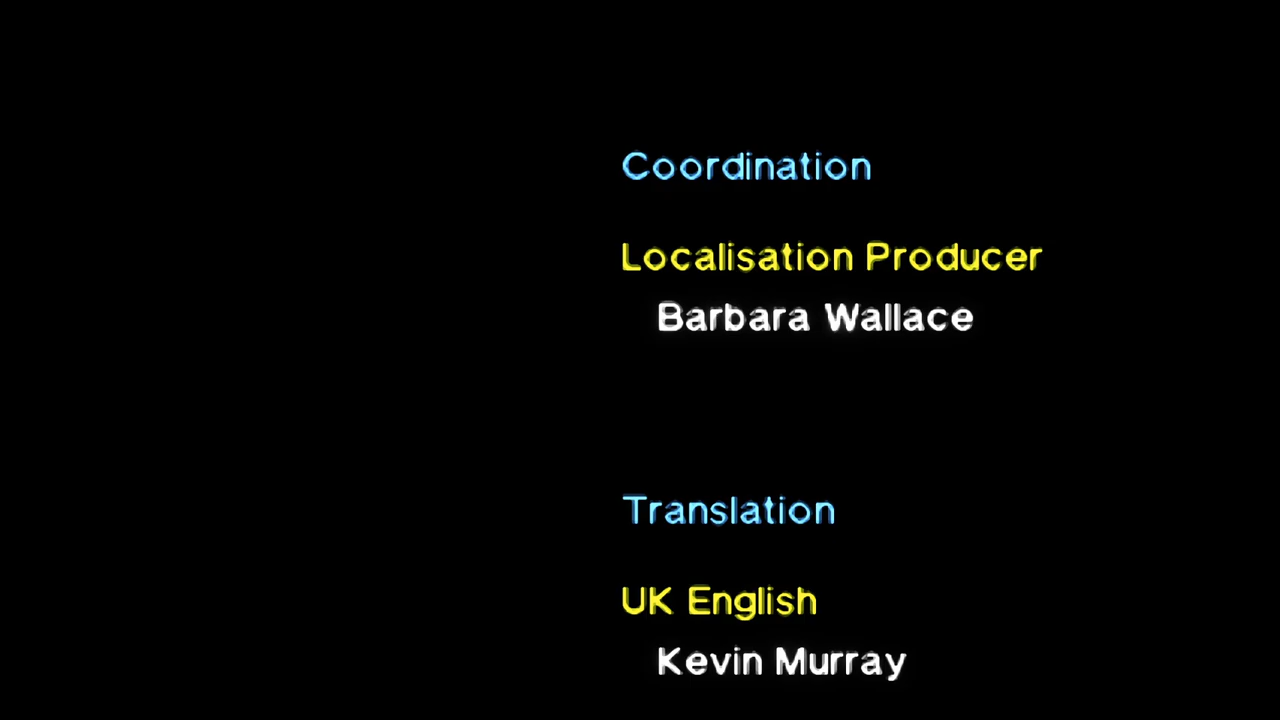 Coordination
Localisation Producer
Barbara Wallace
Translation
UK English
Kevin Murray